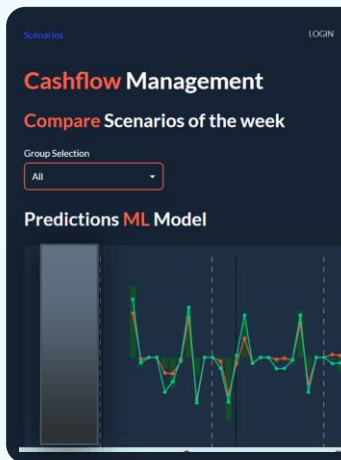 Scénarios
LOGIN
Cashflow Management
Compare Scenarios of the week
Group Selection
All
Predictions ML Model